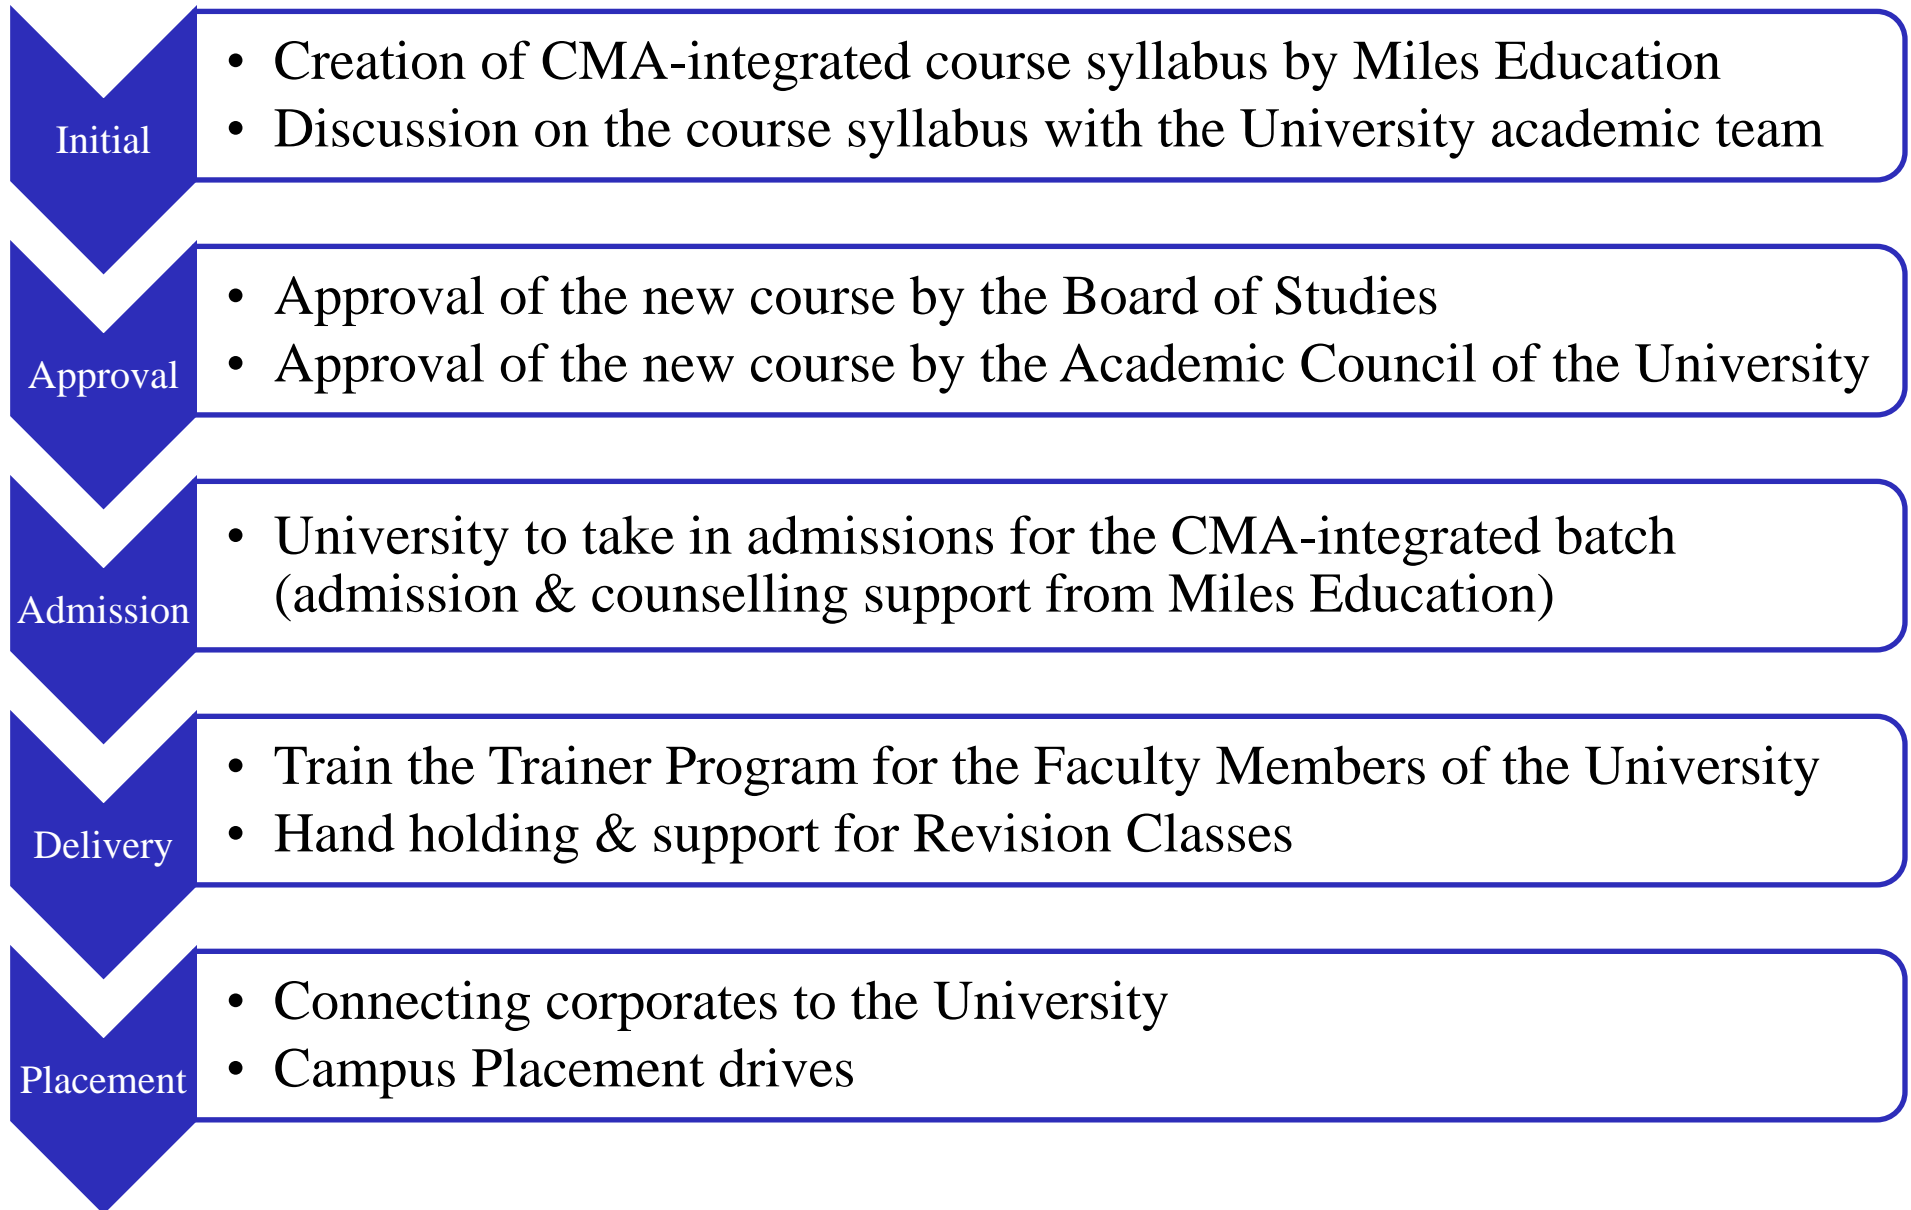 Initial
• Creation of CMA-integrated course syllabus by Miles Education
• Discussion on the course syllabus with the University academic team
Approval
• Approval of the new course by the Board of Studies
• Approval of the new course by the Academic Council of the University
Admission
• University to take in admissions for the CMA-integrated batch
(admission & counselling support from Miles Education)
Delivery
• Train the Trainer Program for the Faculty Members of the University
• Hand holding & support for Revision Classes
Placement
• Connecting corporates to the University
• Campus Placement drives